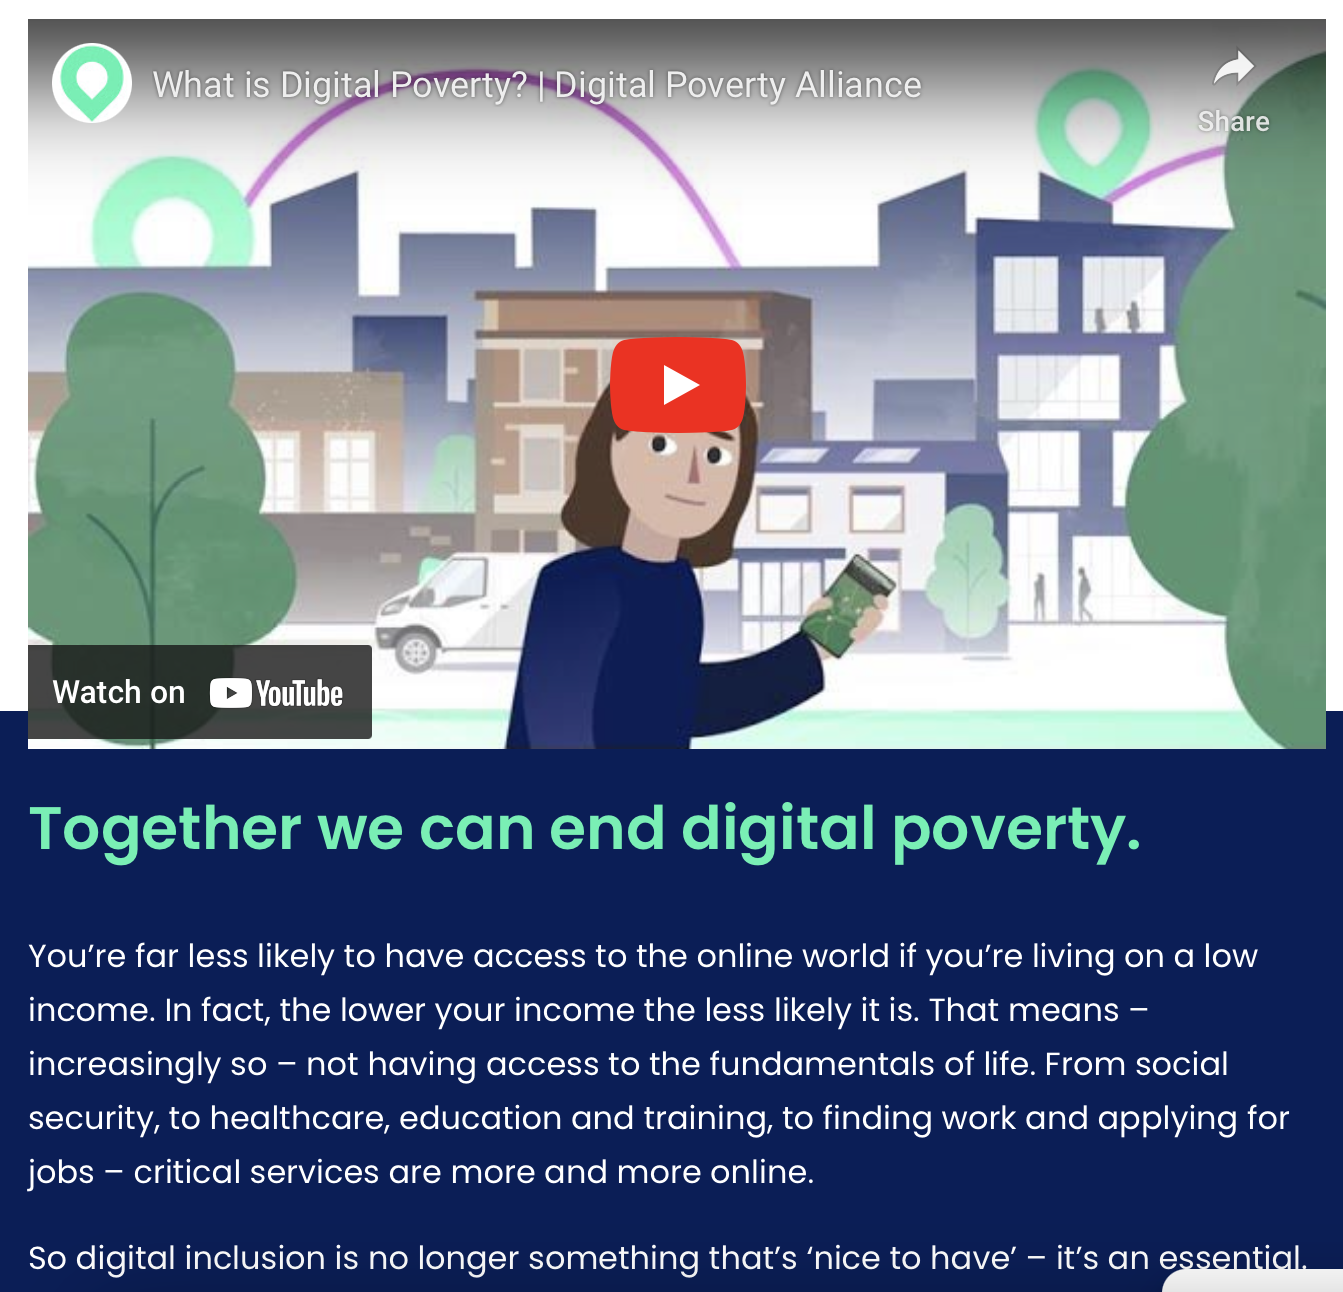 What is Digital Poverty? | Digital Poverty Alliance
Share
Watch on YouTube
Together we can end digital poverty.
You’re far less likely to have access to the online world if you’re living on a low
income. In fact, the lower your income the less likely it is. That means –
increasingly so – not having access to the fundamentals of life. From social
security, to healthcare, education and training, to finding work and applying for
jobs – critical services are more and more online.
So digital inclusion is no longer something that’s ‘nice to have’ – it’s an essential.